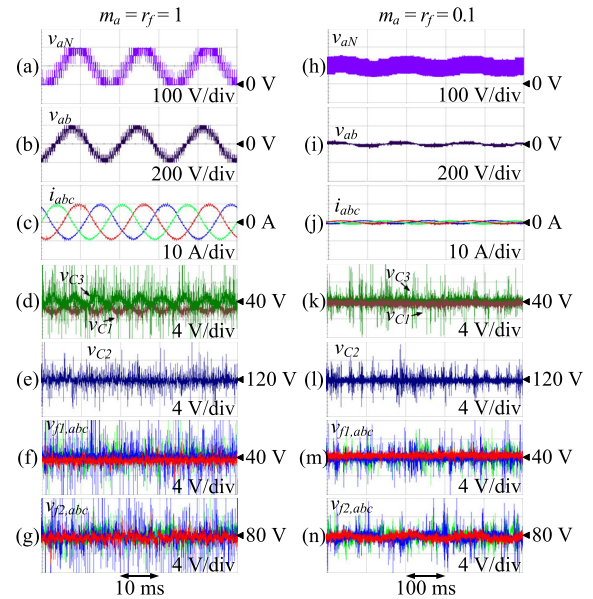 m_a = r_f = 1
v_aN
(a)
0 V
100 V/div
v_ab
(b)
0 V
200 V/div
i_abc
(c)
0 A
10 A/div
v_C3
(d)
40 V
v_C1
4 V/div
v_C2
(e)
120 V
4 V/div
v_f1,abc
(f)
40 V
4 V/div
v_f2,abc
(g)
80 V
4 V/div
10 ms
m_a = r_f = 0.1
v_aN
(h)
0 V
100 V/div
v_ab
(i)
0 V
200 V/div
i_abc
(j)
0 A
10 A/div
v_C3
(k)
40 V
v_C1
4 V/div
v_C2
(l)
120 V
4 V/div
v_f1,abc
(m)
40 V
4 V/div
v_f2,abc
(n)
80 V
4 V/div
100 ms